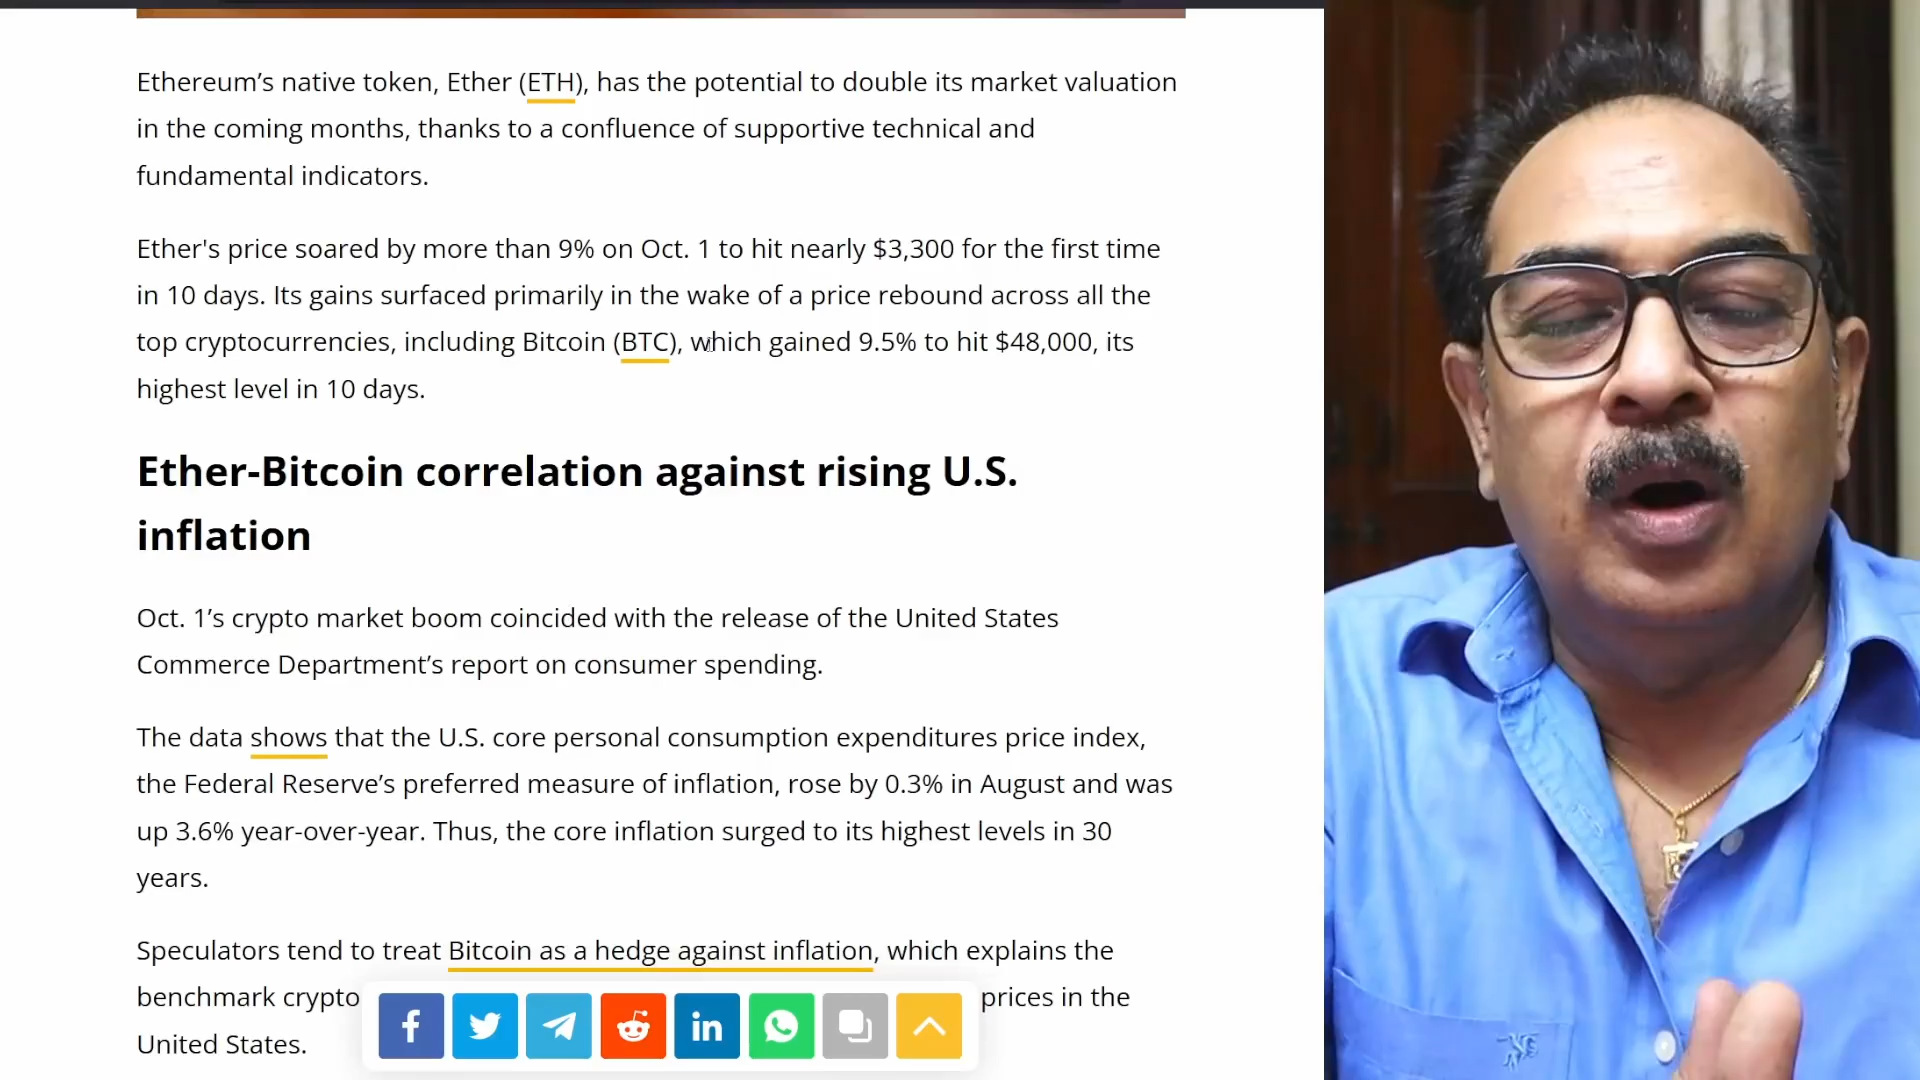 Ethereum’s native token, Ether (ETH), has the potential to double its market valuation
in the coming months, thanks to a confluence of supportive technical and
fundamental indicators.
Ether's price soared by more than 9% on Oct. 1 to hit nearly $3,300 for the first time
in 10 days. Its gains surfaced primarily in the wake of a price rebound across all the
top cryptocurrencies, including Bitcoin (BTC), which gained 9.5% to hit $48,000, its
highest level in 10 days.
Ether-Bitcoin correlation against rising U.S.
inflation
Oct. 1’s crypto market boom coincided with the release of the United States
Commerce Department’s report on consumer spending.
The data shows that the U.S. core personal consumption expenditures price index,
the Federal Reserve’s preferred measure of inflation, rose by 0.3% in August and was
up 3.6% year-over-year. Thus, the core inflation surged to its highest levels in 30
years.
Speculators tend to treat Bitcoin as a hedge against inflation, which explains the
benchmark crypto prices in the
United States.